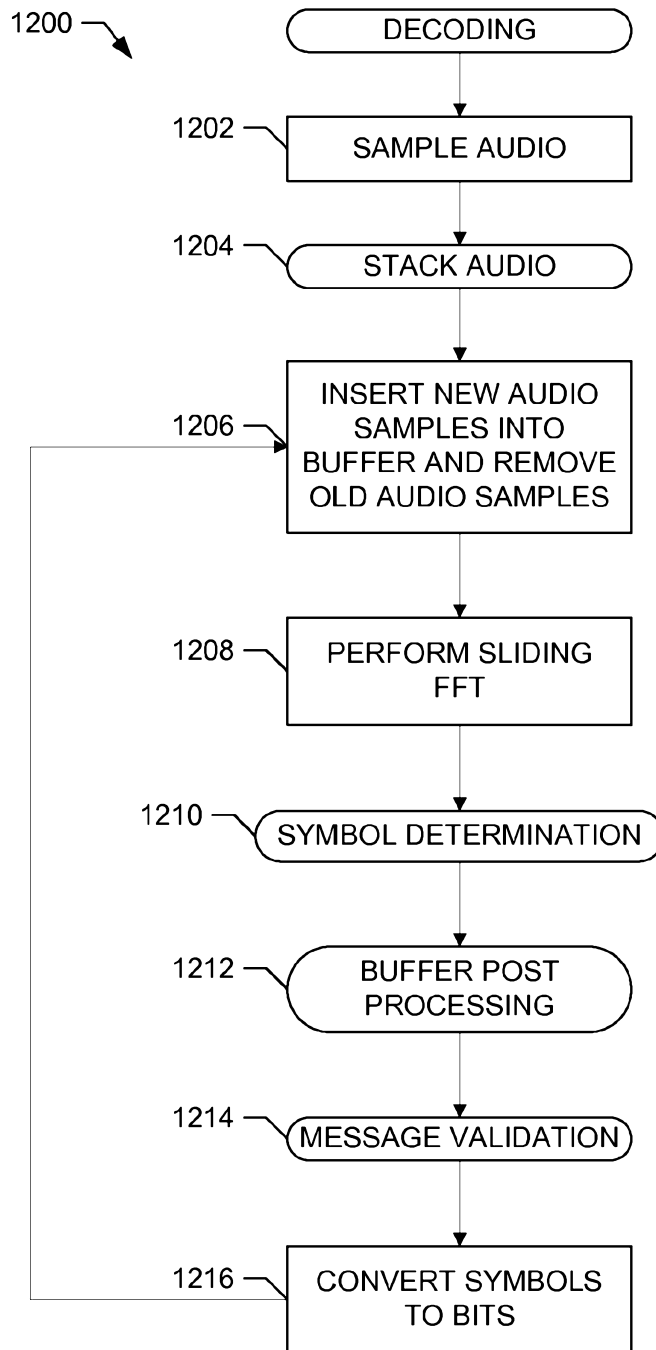 1200
DECODING
1202
SAMPLE AUDIO
1204
STACK AUDIO
1206
INSERT NEW AUDIO
SAMPLES INTO
BUFFER AND REMOVE
OLD AUDIO SAMPLES
1208
PERFORM SLIDING
FFT
1210
SYMBOL DETERMINATION
1212
BUFFER POST
PROCESSING
1214
MESSAGE VALIDATION
1216
CONVERT SYMBOLS
TO BITS